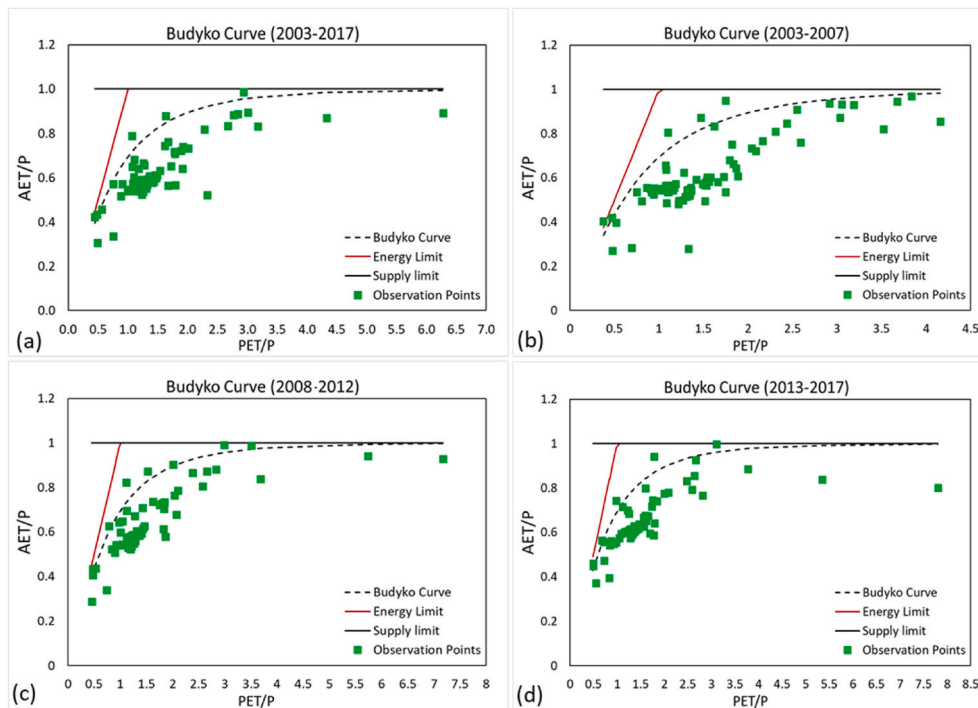 Budyko Curve (2003-2017)
1.2
1.0
0.8
0.6
0.4
0.2
0.0
AET/P
Budyko Curve
Energy Limit
Supply limit
Observation Points
0.0 0.5 1.0 1.5 2.0 2.5 3.0 3.5 4.0 4.5 5.0 5.5 6.0 6.5 7.0
PET/P
(a)
Budyko Curve (2003-2007)
1.2
1
0.8
0.6
0.4
0.2
0
AET/P
Budyko Curve
Energy Limit
Supply limit
Observation Points
0 0.5 1 1.5 2 2.5 3 3.5 4 4.5
PET/P
(b)
Budyko Curve (2008-2012)
1.2
1
0.8
0.6
0.4
0.2
0
AET/P
Budyko Curve
Energy Limit
Supply limit
Observation Points
0 0.5 1 1.5 2 2.5 3 3.5 4 4.5 5 5.5 6 6.5 7 7.5 8
PET/P
(c)
Budyko Curve (2013-2017)
1.2
1
0.8
0.6
0.4
0.2
0
AET/P
Budyko Curve
Energy Limit
Supply limit
Observation Points
0 0.5 1 1.5 2 2.5 3 3.5 4 4.5 5 5.5 6 6.5 7 7.5 8
PET/P
(d)